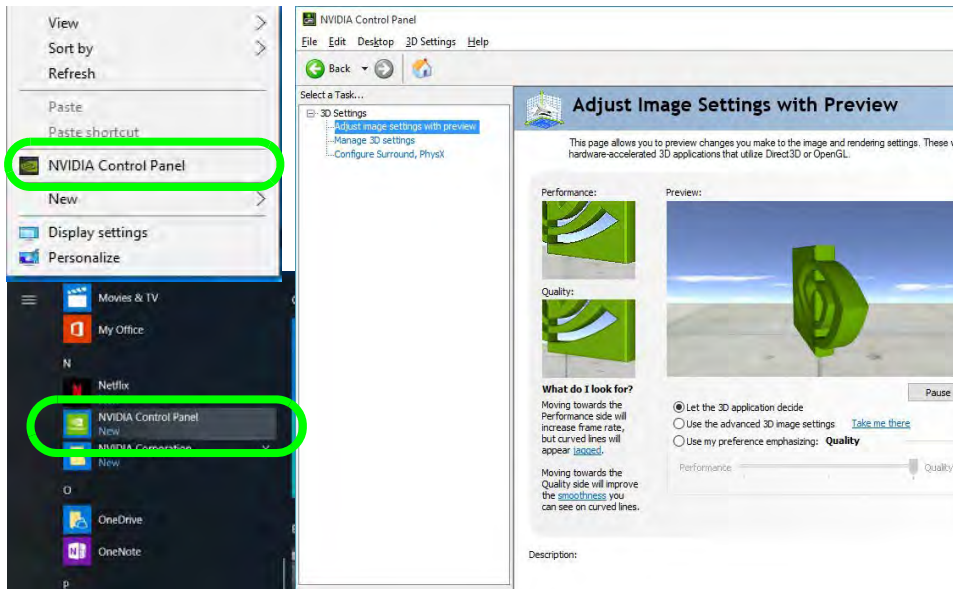 View
Sort by
Refresh
Paste
Paste shortcut
NVIDIA Control Panel
New
Display settings
Personalize
Movies & TV
My Office
N
Netflix
NVIDIA Control Panel
New
NVIDIA Corporation
New
O
OneDrive
OneNote
P
NVIDIA Control Panel
File Edit Desktop 3D Settings Help
Back
Select a Task...
3D Settings
Adjust image settings with preview
Manage 3D settings
Configure Surround, PhysX
Adjust Image Settings with Preview
This page allows you to preview changes you make to the image and rendering settings. These
hardware-accelerated 3D applications that utilize Direct3D or OpenGL.
Performance:
Preview:
Quality:
What do I look for?
Moving towards the
Performance side will
increase frame rate,
but curved lines will
appear jagged.
Moving towards the
Quality side will improve
the smoothness you
can see on curved lines.
Pause
Let the 3D application decide
Use the advanced 3D image settings Take me there
Use my preference emphasizing: Quality
Performance Quality
Description: